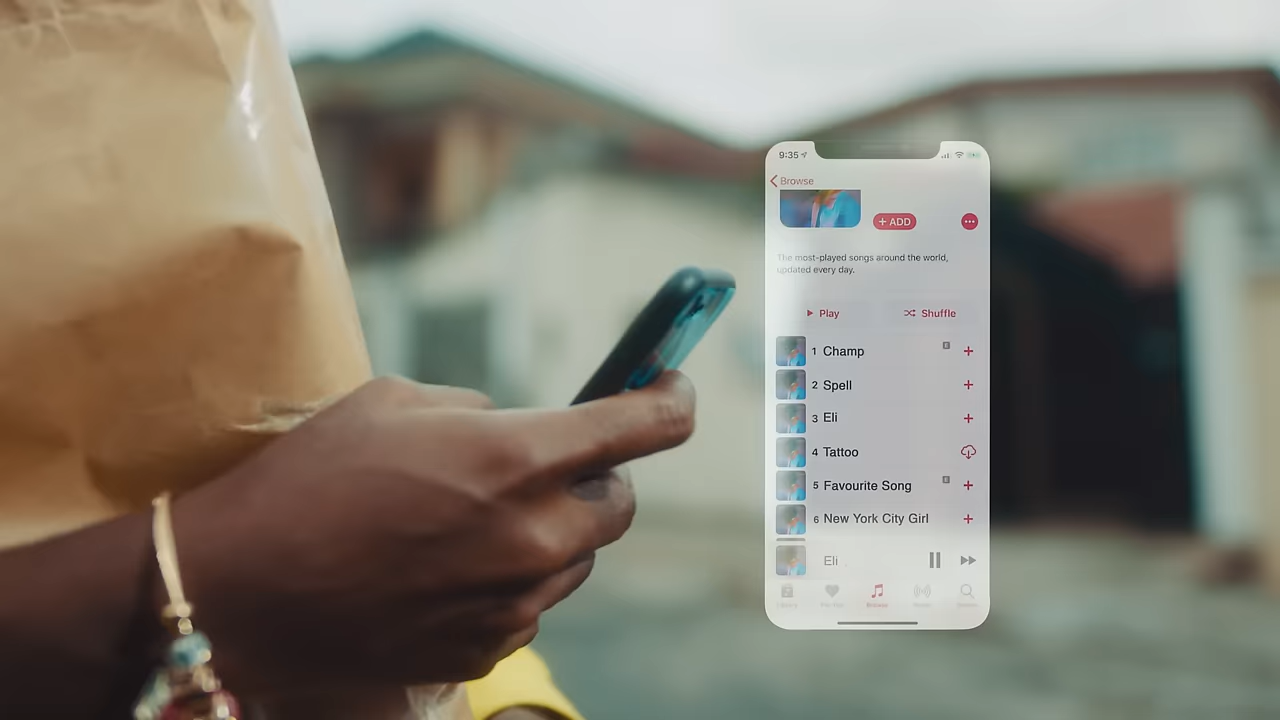 9:35
Browse
+ ADD
The most-played songs around the world,
updated every day.
Play
Shuffle
1 Champ E
2 Spell
3 Eli
4 Tattoo
5 Favourite Song E
6 New York City Girl
Eli
Browse